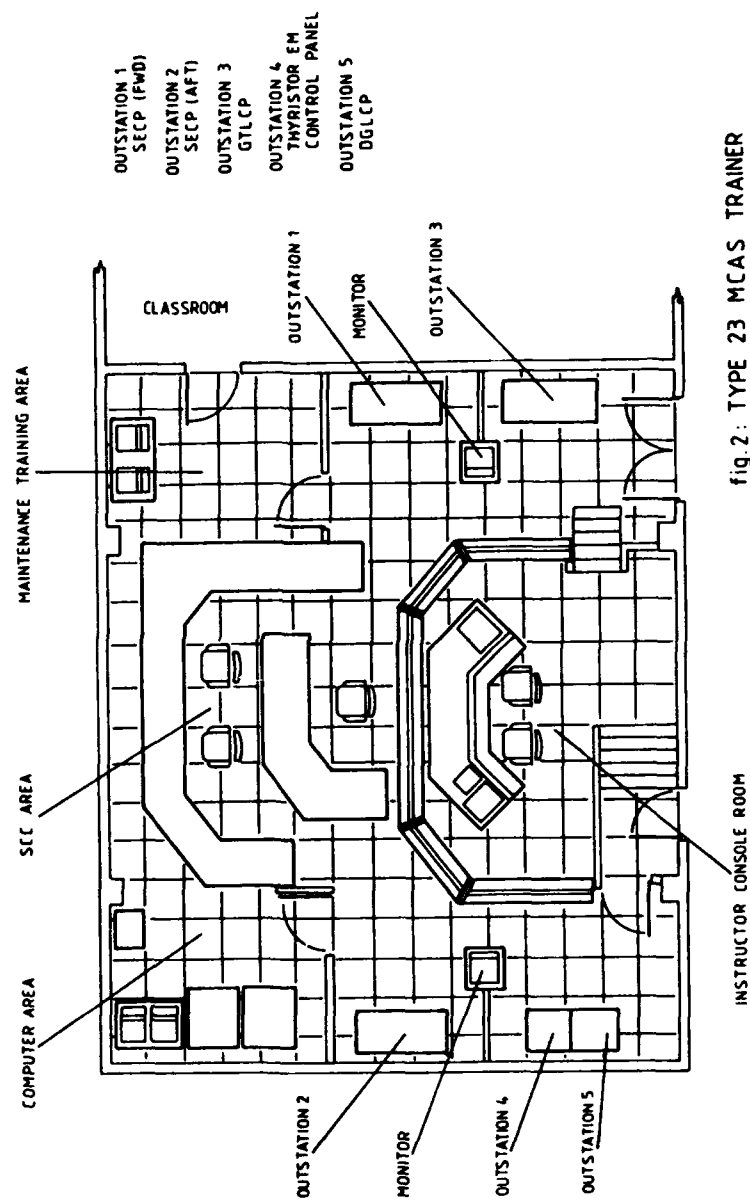 COMPUTER AREA
SCC AREA
MAINTENANCE TRAINING AREA
CLASSROOM
OUTSTATION 1
SECP (FWD)
OUTSTATION 2
SECP (AFT)
OUTSTATION 3
GTLCP
OUTSTATION 4
THYRISTOR EM
CONTROL PANEL
OUTSTATION 5
DGLCP
OUTSTATION 2
MONITOR
OUTSTATION 4
OUTSTATION 5
OUTSTATION 1
MONITOR
OUTSTATION 3
INSTRUCTOR CONSOLE ROOM
fig.2: TYPE 23 MCAS TRAINER